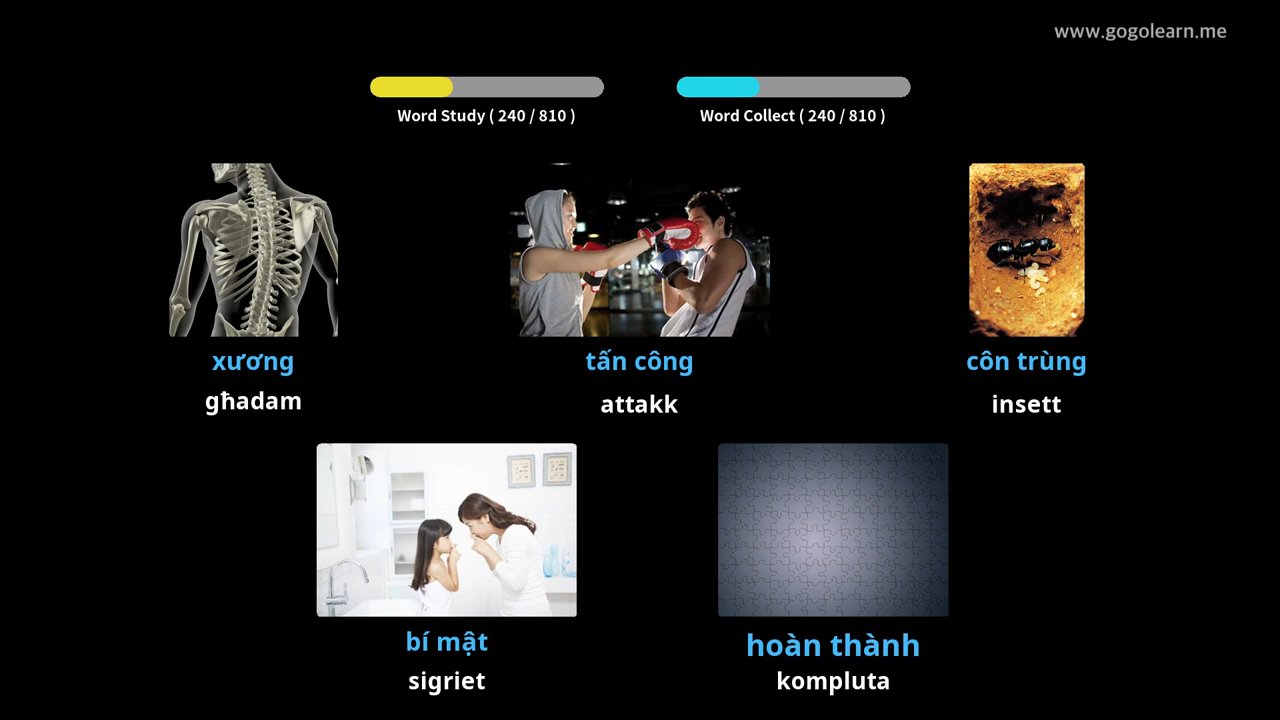 www.gogolearn.me
Word Study ( 240 / 810 )
Word Collect ( 240 / 810 )
xương
tấn công
côn trùng
għadam
attakk
insett
bí mật
hoàn thành
sigriet
kompluta